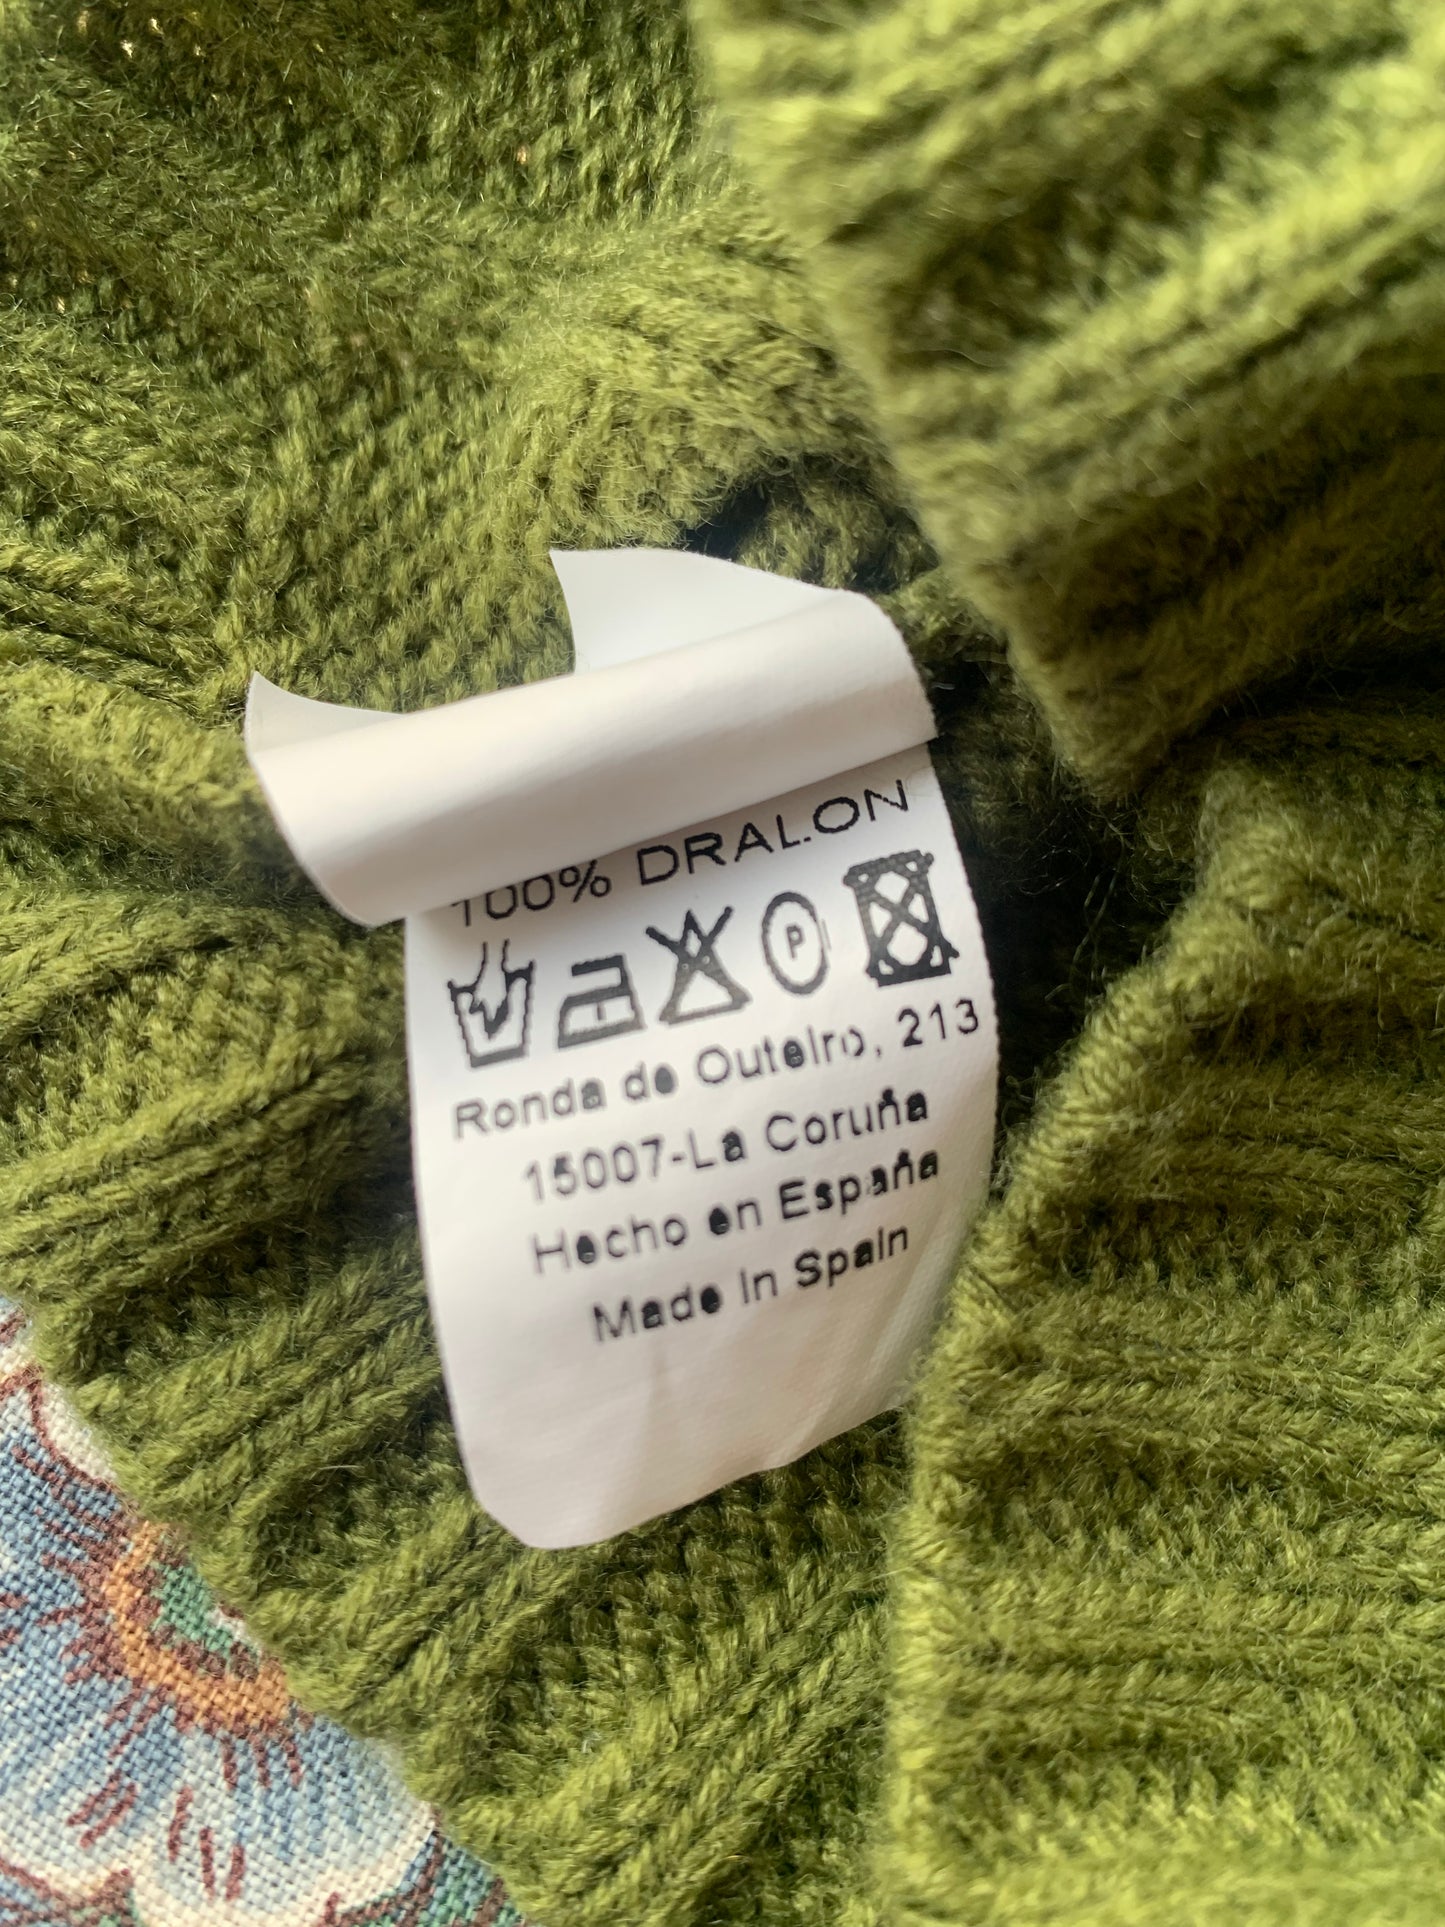 100% DRALON
P
Ronda de Outeiro, 213
15007-La Coruña
Hecho en España
Made in Spain